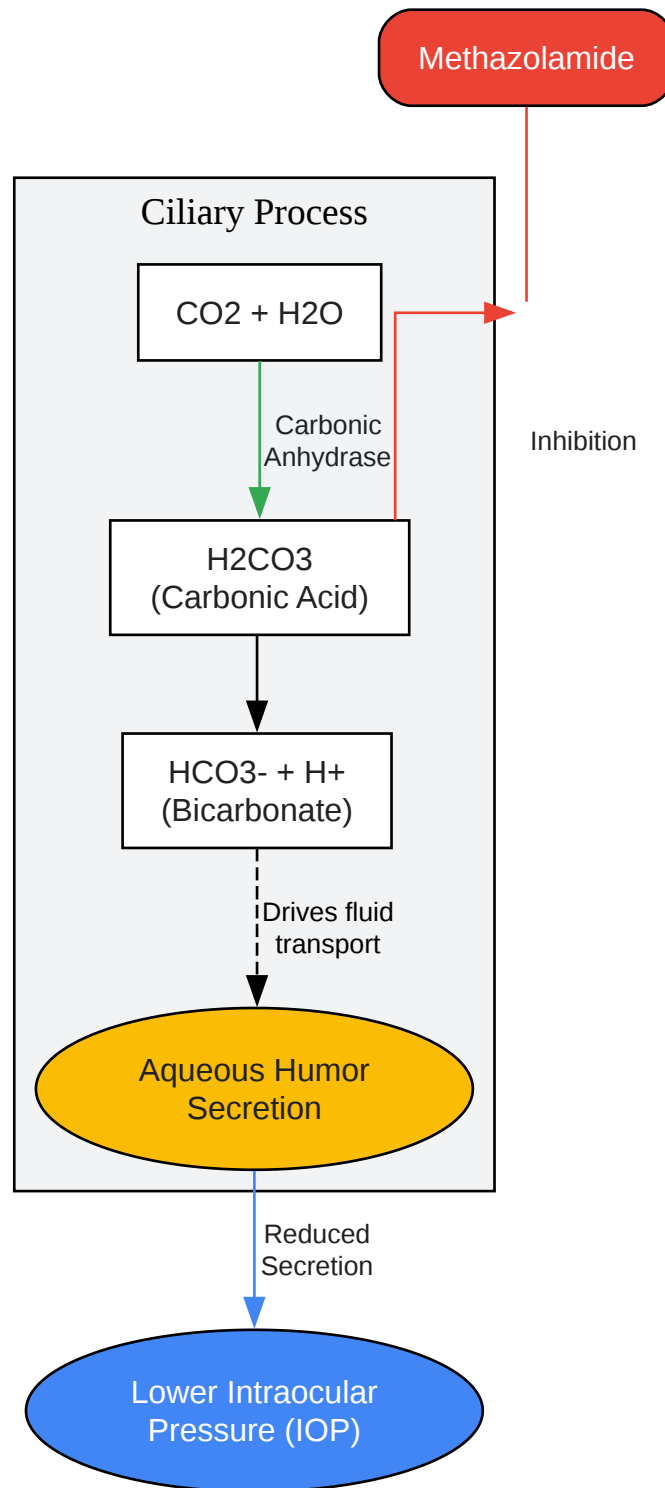 Methazolamide
Ciliary Process
CO2 + H2O
Carbonic
Anhydrase
Inhibition
H2CO3
(Carbonic Acid)
HCO3- + H+
(Bicarbonate)
Drives fluid
transport
Aqueous Humor
Secretion
Reduced
Secretion
Lower Intraocular
Pressure (IOP)